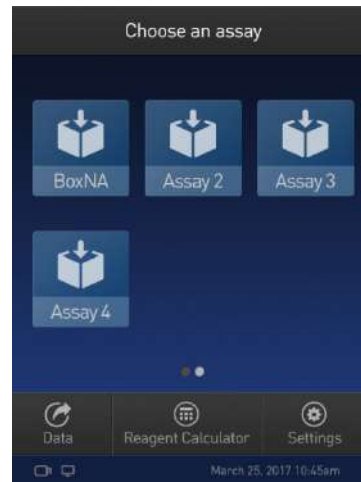 Choose an assay
BoxNA Assay 2 Assay 3
Assay 4
Data Reagent Calculator Settings
March 25, 2017 10:45am